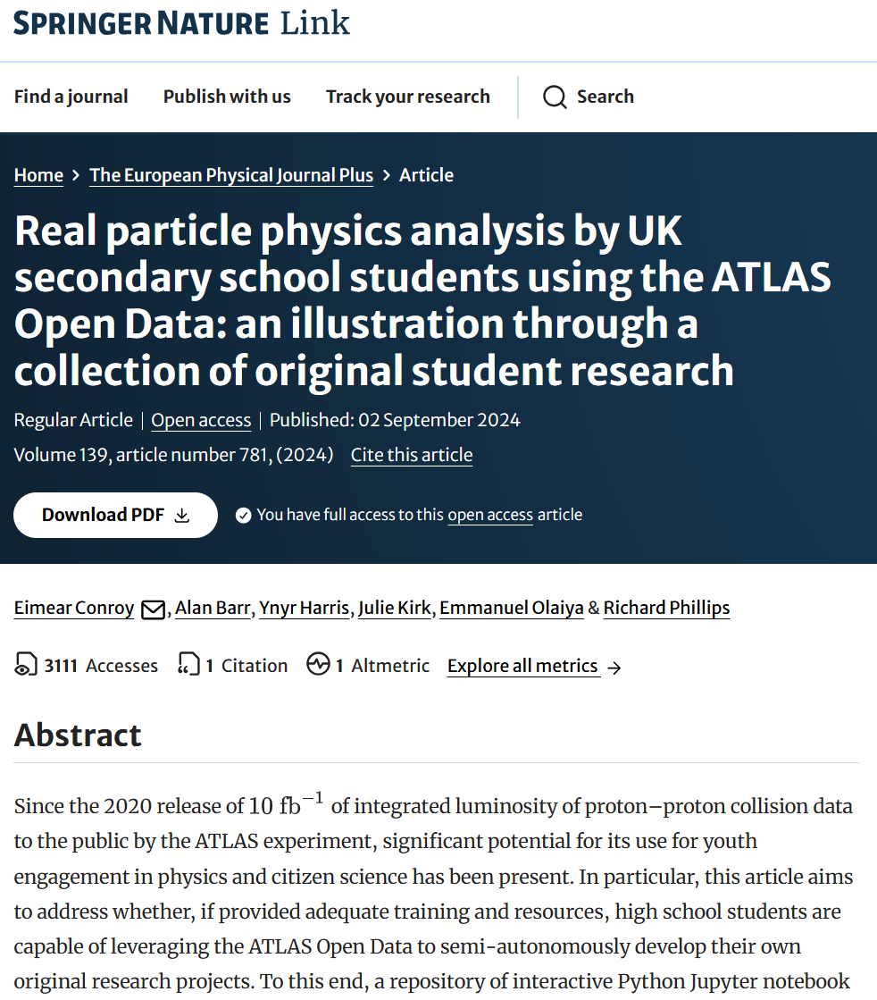 SPRINGER NATURE Link
Find a journal Publish with us Track your research Search
Home > The European Physical Journal Plus > Article
Real particle physics analysis by UK
secondary school students using the ATLAS
Open Data: an illustration through a
collection of original student research
Regular Article | Open access | Published: 02 September 2024
Volume 139, article number 781, (2024) Cite this article
Download PDF You have full access to this open access article
Eimear Conroy, Alan Barr, Ynyr Harris, Julie Kirk, Emmanuel Olaiya & Richard Phillips
3111 Accesses 1 Citation 1 Altmetric Explore all metrics →
Abstract
Since the 2020 release of 10 fb⁻¹ of integrated luminosity of proton–proton collision data
to the public by the ATLAS experiment, significant potential for its use for youth
engagement in physics and citizen science has been present. In particular, this article aims
to address whether, if provided adequate training and resources, high school students are
capable of leveraging the ATLAS Open Data to semi-autonomously develop their own
original research projects. To this end, a repository of interactive Python Jupyter notebook